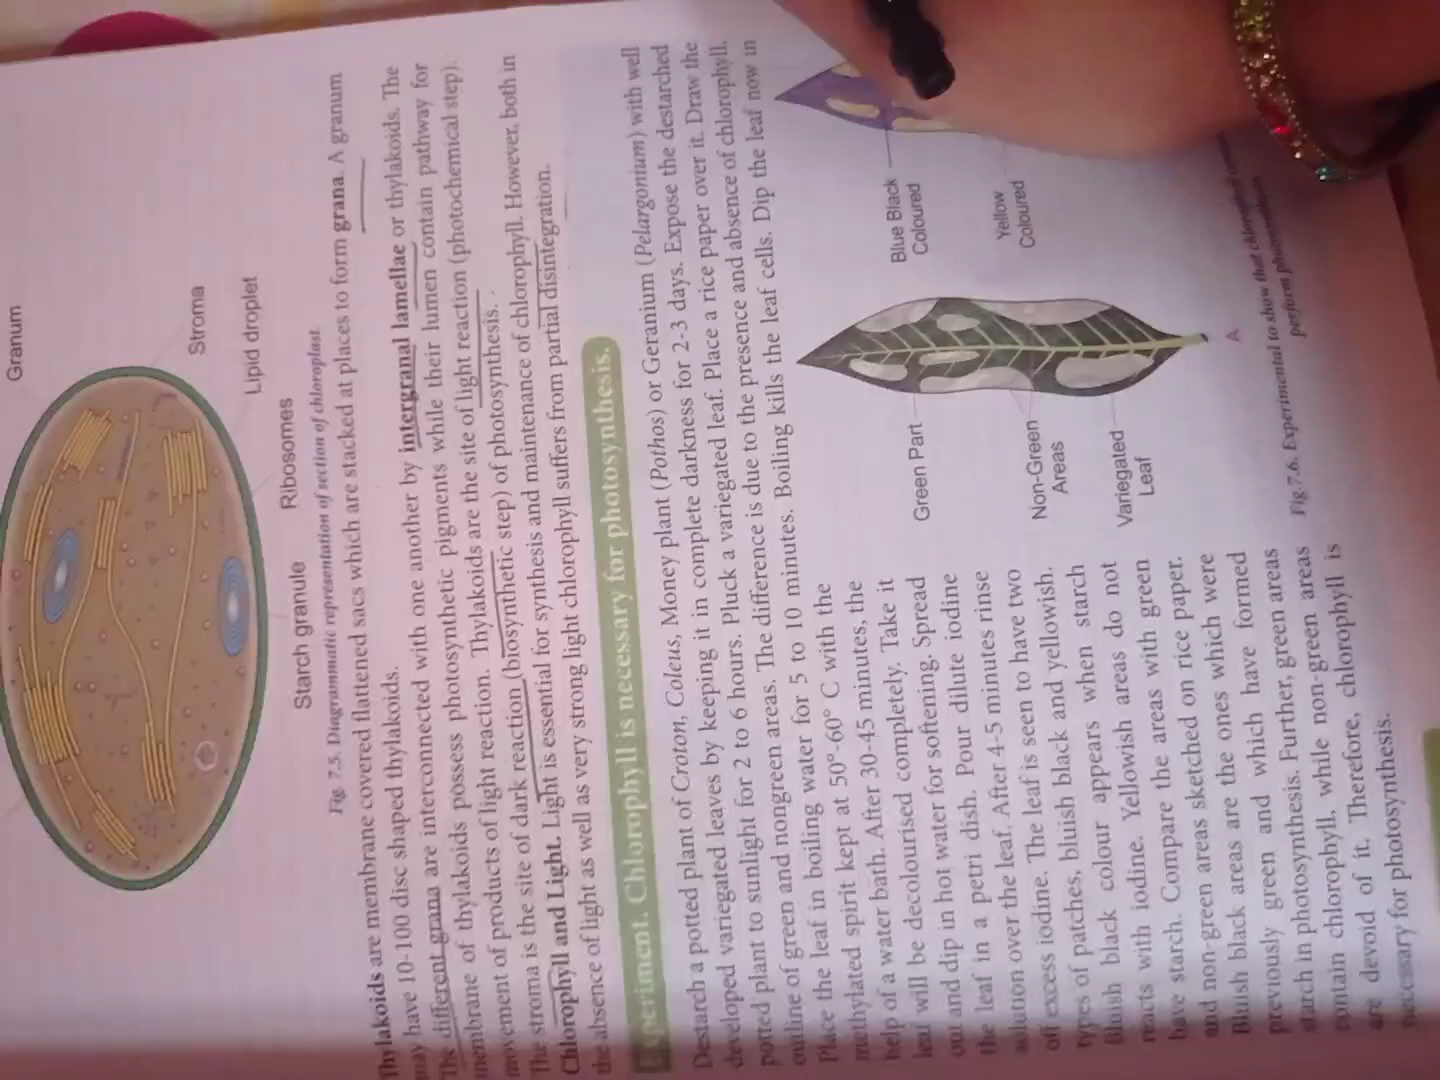 Granum
Stroma
Lipid droplet
Ribosomes
Starch granule
Fig. 7.5. Diagrammatic representation of section of chloroplast.
Thylakoids are membrane covered flattened sacs which are stacked at places to form grana. A granum
may have 10-100 disc shaped thylakoids.
The different grana are interconnected with one another by intergranal lamellae or thylakoids. The
membrane of thylakoids possess photosynthetic pigments while their lumen contain pathway for
movement of products of light reaction. Thylakoids are the site of light reaction (photochemical step).
The stroma is the site of dark reaction (biosynthetic step) of photosynthesis.
Chlorophyll and Light. Light is essential for synthesis and maintenance of chlorophyll. However, both in
the absence of light as well as very strong light chlorophyll suffers from partial disintegration.
Experiment. Chlorophyll is necessary for photosynthesis.
Destarch a potted plant of Croton, Coleus, Money plant (Pothos) or Geranium (Pelargonium) with well
developed variegated leaves by keeping it in complete darkness for 2-3 days. Expose the destarched
potted plant to sunlight for 2 to 6 hours. Pluck a variegated leaf. Place a rice paper over it. Draw the
outline of green and nongreen areas. The difference is due to the presence and absence of chlorophyll.
Place the leaf in boiling water for 5 to 10 minutes. Boiling kills the leaf cells. Dip the leaf now in
methylated spirit kept at 50°-60° C with the
help of a water bath. After 30-45 minutes, the
leaf will be decolourised completely. Take it
out and dip in hot water for softening. Spread
the leaf in a petri dish. Pour dilute iodine
solution over the leaf. After 4-5 minutes rinse
off excess iodine. The leaf is seen to have two
types of patches, bluish black and yellowish.
Bluish black colour appears when starch
reacts with iodine. Yellowish areas do not
have starch. Compare the areas with green
and non-green areas sketched on rice paper.
Bluish black areas are the ones which were
previously green and which have formed
starch in photosynthesis. Further, green areas
contain chlorophyll, while non-green areas
are devoid of it. Therefore, chlorophyll is
necessary for photosynthesis.
Green Part
Non-Green
Areas
Variegated
Leaf
Blue Black
Coloured
Yellow
Coloured
A
Fig. 7.6. Experimental to show that chlorophyll
perform